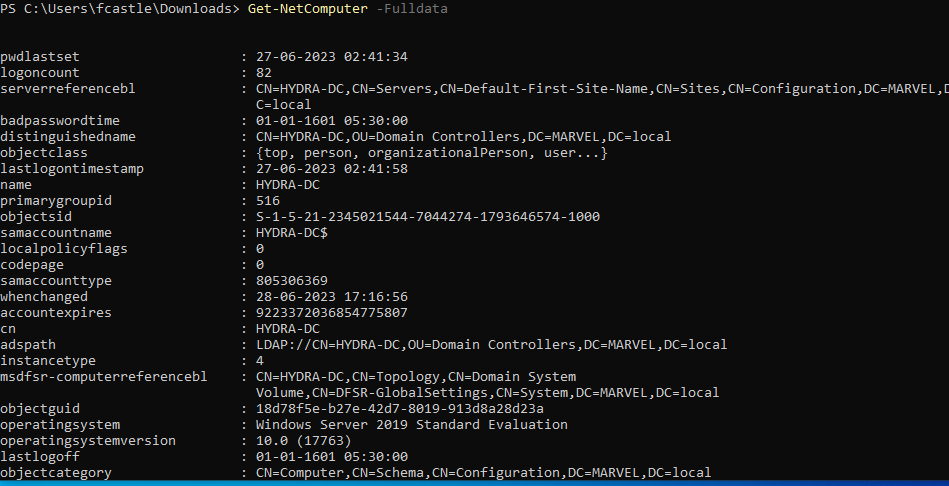 PS C:\Users\fcastle\Downloads> Get-NetComputer -Fulldata
pwdlastset : 27-06-2023 02:41:34
logoncount : 82
serverreferencebl : CN=HYDRA-DC,CN=Servers,CN=Default-First-Site-Name,CN=Sites,CN=Configuration,DC=MARVEL,D
C=local
badpasswordtime : 01-01-1601 05:30:00
distinguishedname : CN=HYDRA-DC,OU=Domain Controllers,DC=MARVEL,DC=local
objectclass : {top, person, organizationalPerson, user...}
lastlogontimestamp : 27-06-2023 02:41:58
name : HYDRA-DC
primarygroupid : 516
objectsid : S-1-5-21-2345021544-7044274-1793646574-1000
samaccountname : HYDRA-DC$
localpolicyflags : 0
codepage : 0
samaccounttype : 805306369
whenchanged : 28-06-2023 17:16:56
accountexpires : 9223372036854775807
cn : HYDRA-DC
adspath : LDAP://CN=HYDRA-DC,OU=Domain Controllers,DC=MARVEL,DC=local
instancetype : 4
msdfsr-computerreferencebl : CN=HYDRA-DC,CN=Topology,CN=Domain System
Volume,CN=DFSR-GlobalSettings,CN=System,DC=MARVEL,DC=local
objectguid : 18d78f5e-b27e-42d7-8019-913d8a28d23a
operatingsystem : Windows Server 2019 Standard Evaluation
operatingsystemversion : 10.0 (17763)
lastlogoff : 01-01-1601 05:30:00
objectcategory : CN=Computer,CN=Schema,CN=Configuration,DC=MARVEL,DC=local